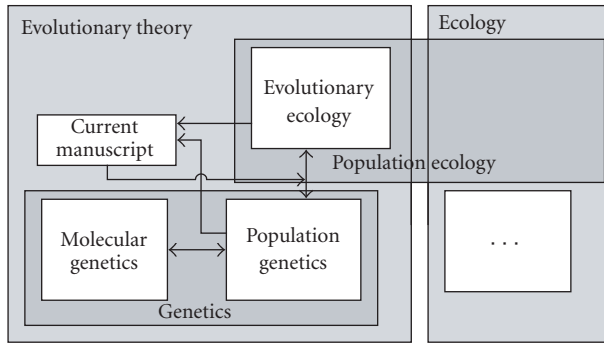 Evolutionary theory
Ecology
Evolutionary
ecology
Current
manuscript
Population ecology
Molecular
genetics
Population
genetics
. . .
Genetics